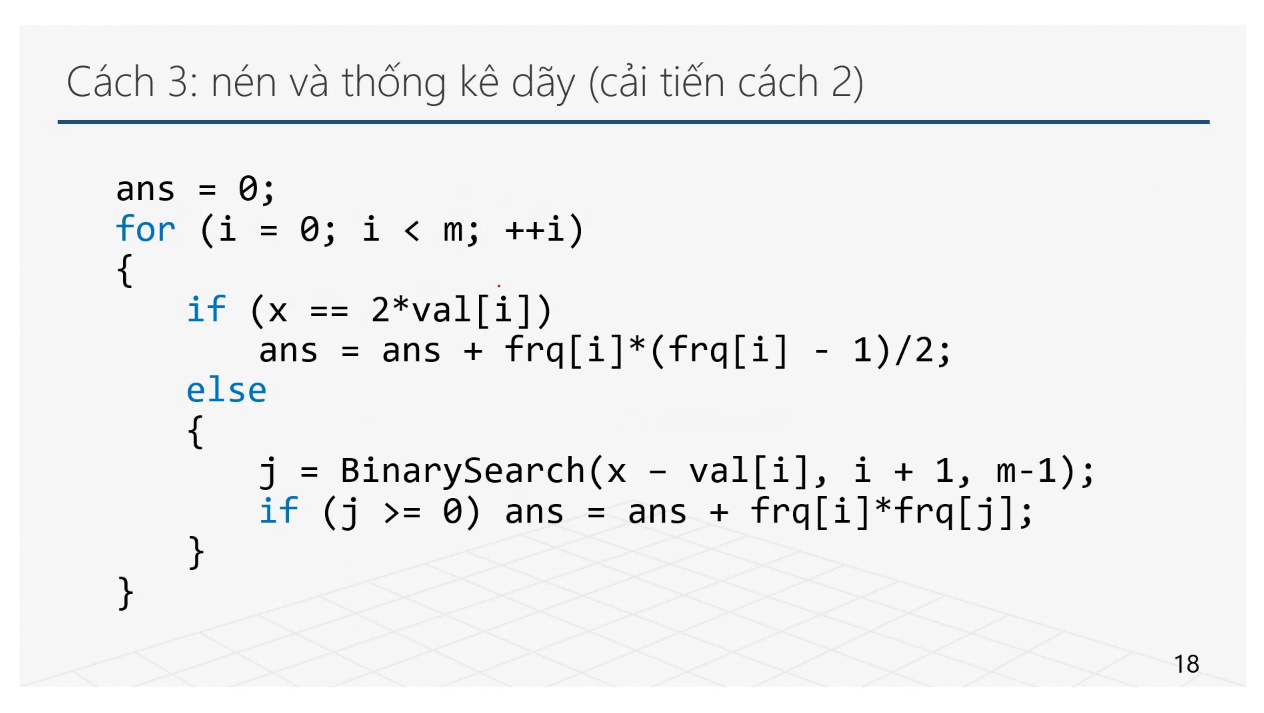 Cách 3: nén và thống kê dãy (cải tiến cách 2)
ans = 0;
for (i = 0; i < m; ++i)
{
if (x == 2*val[i])
ans = ans + frq[i]*(frq[i] - 1)/2;
else
{
j = BinarySearch(x – val[i], i + 1, m-1);
if (j >= 0) ans = ans + frq[i]*frq[j];
}
}
18